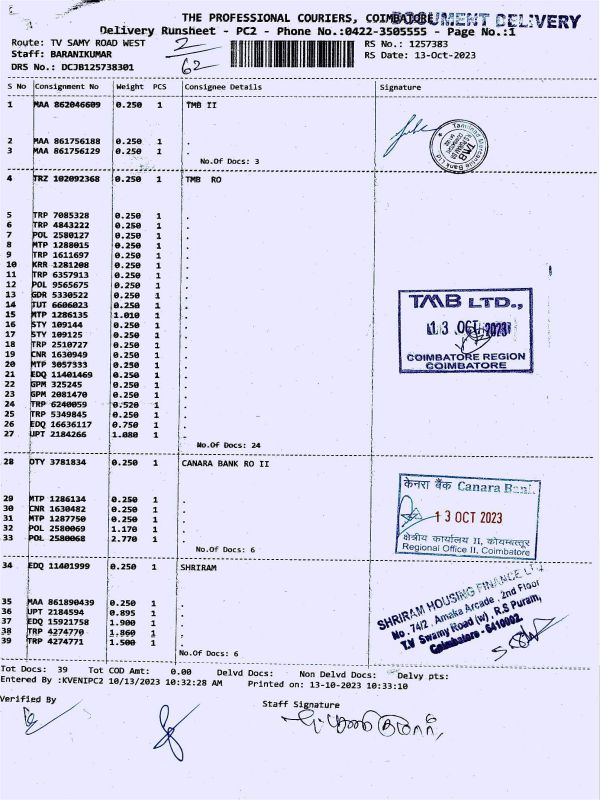 THE PROFESSIONAL COURIERS, COIMBATORE
DOCUMENT DELIVERY
Delivery Runsheet - PC2 - Phone No.:0422-3505555 - Page No.:1
Route: TV SAMY ROAD WEST
2
RS No.: 1257383
Staff: BARANIKUMAR
RS Date: 13-Oct-2023
DRS No.: DCJB125738301
62
S No Consignment No Weight PCS Consignee Details Signature
1 MAA 862046609 0.250 1 TMB II
2 MAA 861756188 0.250 1 .
3 MAA 861756129 0.250 1 .
No.Of Docs: 3
Tamilnad Mercantile Bank Ltd
TMB
4 TRZ 102092368 0.250 1 TMB RO
5 TRP 7085328 0.250 1 .
6 TRP 4843222 0.250 1 .
7 POL 2580127 0.250 1 .
8 MTP 1288015 0.250 1 .
9 TRP 1611697 0.250 1 .
10 KRR 1281208 0.250 1 .
11 TRP 6357913 0.250 1 .
12 POL 9565675 0.250 1 .
13 GDR 5330522 0.250 1 .
14 TUT 6606023 0.250 1 .
15 MTP 1286135 1.010 1 .
16 STY 109144 0.250 1 .
17 STY 109125 0.250 1 .
18 TRP 2510727 0.250 1 .
19 CNR 1630949 0.250 1 .
20 MTP 3057333 0.250 1 .
21 EDQ 11401469 0.250 1 .
22 GPM 325245 0.250 1 .
23 GPM 2081470 0.250 1 .
24 TRP 6240059 0.520 1 .
25 TRP 5349845 0.250 1 .
26 EDQ 16636117 0.750 1 .
27 UPT 2184266 1.080 1 .
No.Of Docs: 24
TMB LTD.,
13 OCT 2023
COIMBATORE REGION
COIMBATORE
28 OTY 3781834 0.250 1 CANARA BANK RO II
29 MTP 1286134 0.250 1 .
30 CNR 1630482 0.250 1 .
31 MTP 1287750 0.250 1 .
32 POL 2580069 1.170 1 .
33 POL 2580068 2.770 1 .
No.Of Docs: 6
केनरा बैंक Canara Bank
13 OCT 2023
क्षेत्रीय कार्यालय II, कोयम्बत्तूर
Regional Office II, Coimbatore
34 EDQ 11401999 0.250 1 SHRIRAM
35 MAA 861890439 0.250 1 .
36 UPT 2184594 0.895 1 .
37 EDQ 15921758 1.900 1 .
38 TRP 4274770 1.860 1 .
39 TRP 4274771 1.500 1 .
No.Of Docs: 6
SHRIRAM HOUSING FINANCE LTD
No. 74/2, Amaka Arcade, 2nd Floor
T.V Swamy Road (w), R.S Puram,
Coimbatore - 6410002.
Tot Docs: 39 Tot COD Amt: 0.00 Delvd Docs: Non Delvd Docs: Delvy pts:
Entered By :KVENIPC2 10/13/2023 10:32:28 AM Printed on: 13-10-2023 10:33:10
Verified By
Staff Signature